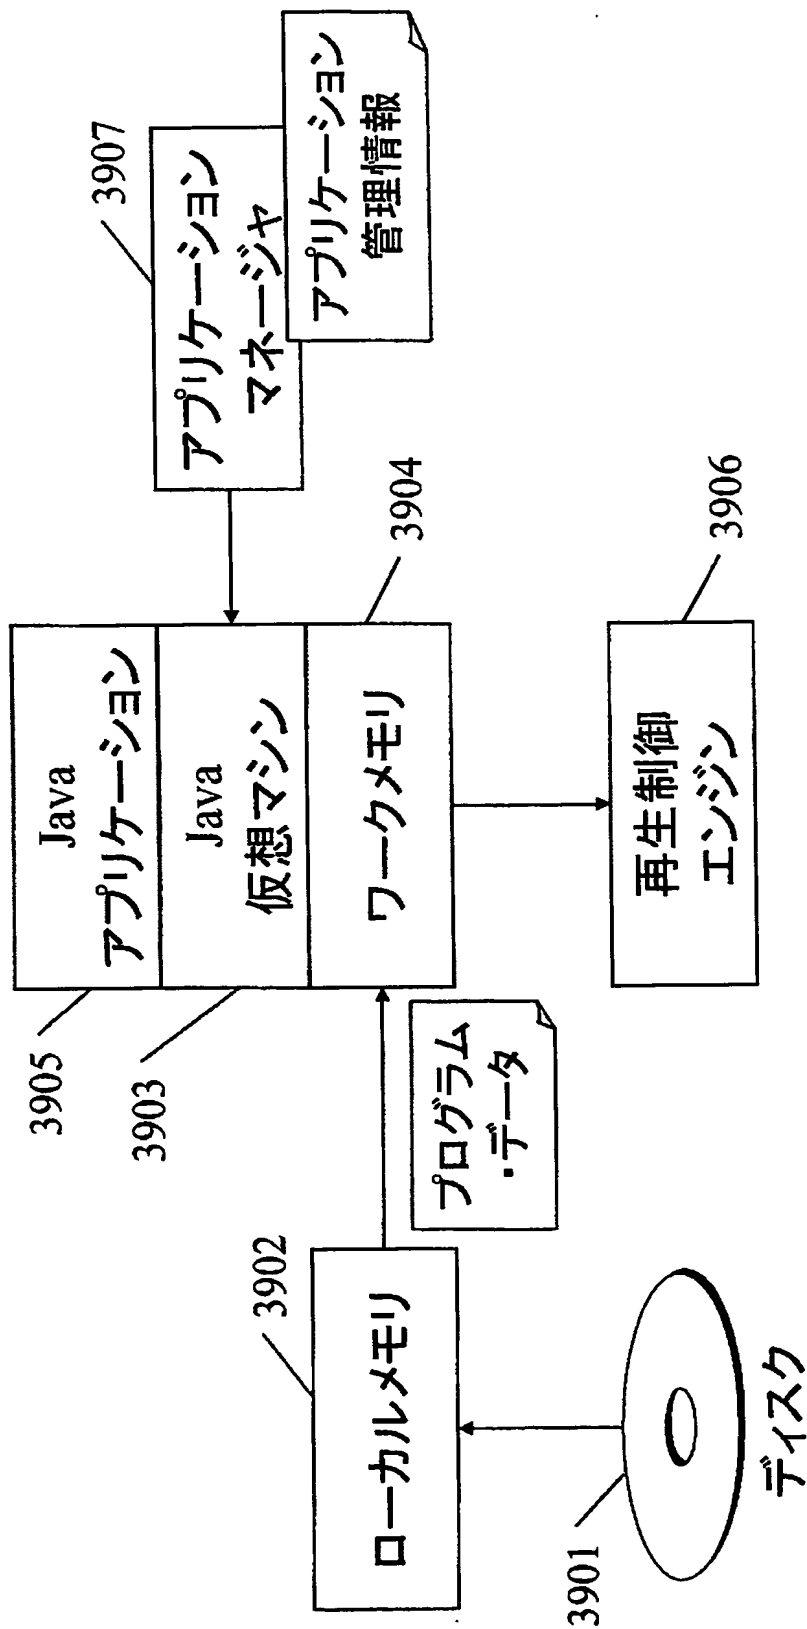 3907
アプリケーション
マネージャ
アプリケーション
管理情報
3905
Java
アプリケーション
3903
Java
仮想マシン
3904
ワークメモリ
3902
ローカルメモリ
プログラム
・データ
3906
再生制御
エンジン
3901
ディスク